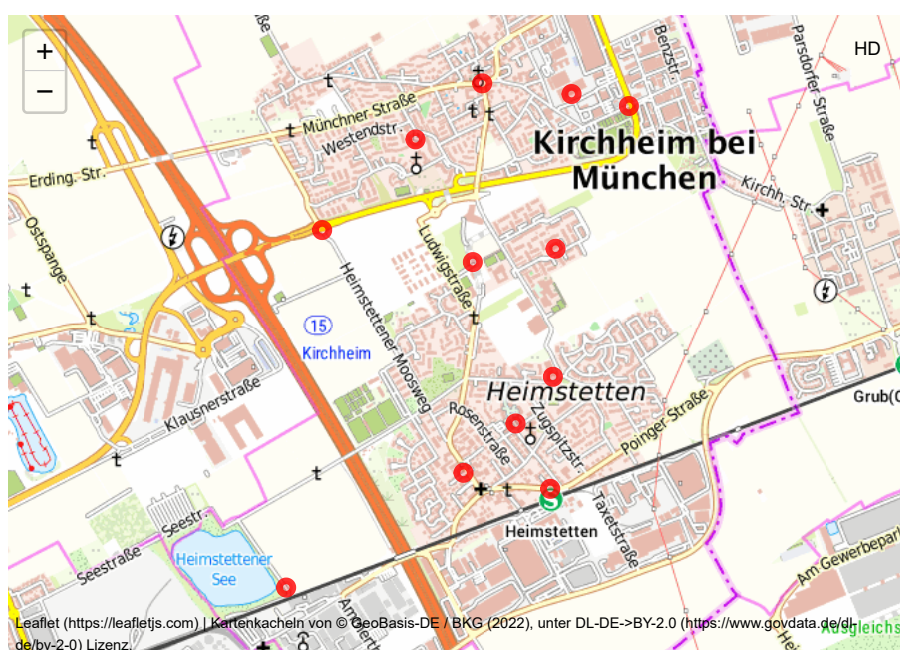 +
−
HD
Benzstr.
Parsdorfer Straße
Münchner Straße
Westendstr.
Kirchheim bei
München
Erding. Str.
Kirchh. Str.
Ostspange
Ludwigstraße
Heimstettener Moosweg
15
Kirchheim
Klausnerstraße
Heimstetten
Grub(
Rosenstraße
Zugspitzstr.
Poinger-Straße
S
Heimstetten
Taxetstraße
Seestr.
Seestraße
Heimstettener
See
Am Gewerbepark
Leaflet (https://leafletjs.com) | Kartenkacheln von © GeoBasis-DE / BKG (2022), unter DL-DE->BY-2.0 (https://www.govdata.de/dl-
de/by-2-0) Lizenz.
Ausgleichs